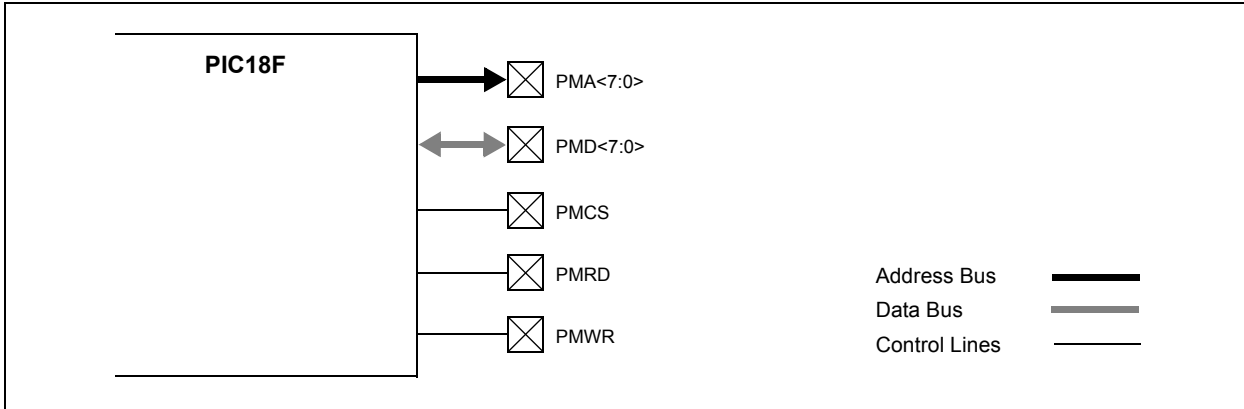 PIC18F
PMA<7:0>
PMD<7:0>
PMCS
PMRD
PMWR
Address Bus
Data Bus
Control Lines